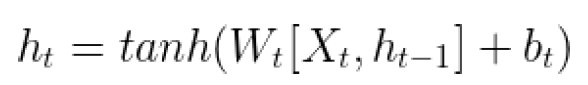 h_t = tanh(W_t[X_t, h_{t-1}] + b_t)